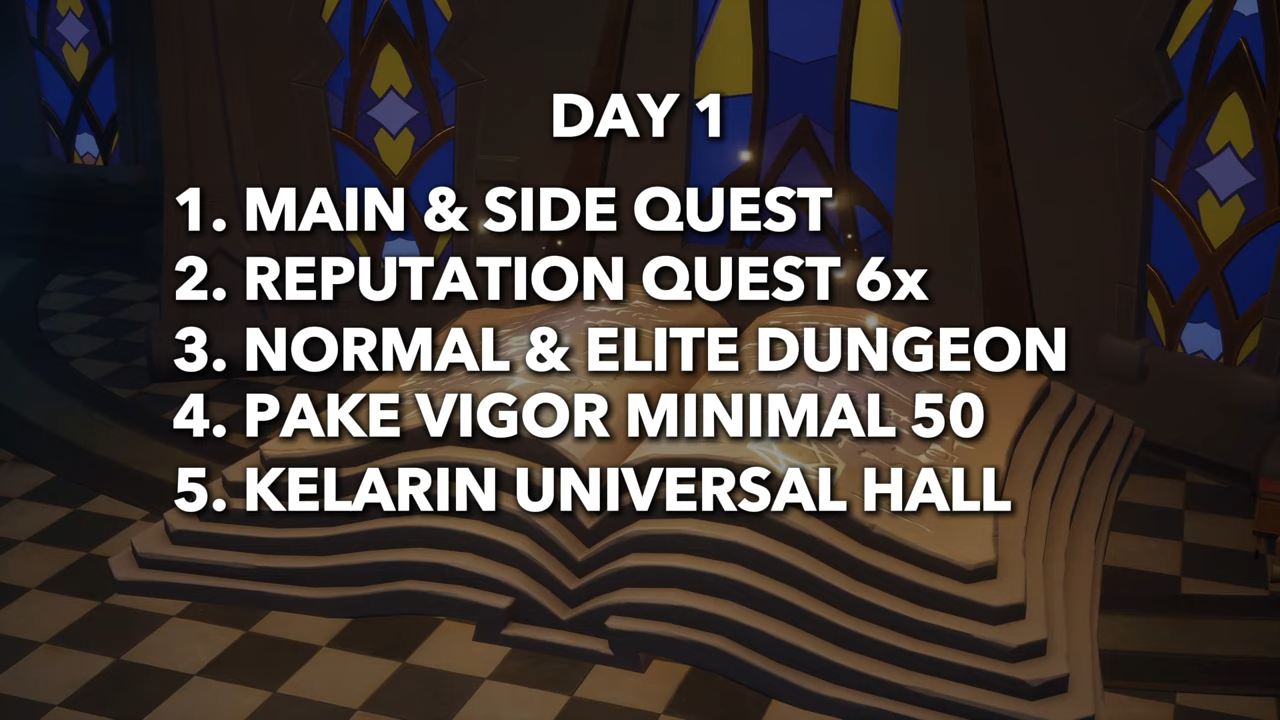 DAY 1
1. MAIN & SIDE QUEST
2. REPUTATION QUEST 6x
3. NORMAL & ELITE DUNGEON
4. PAKE VIGOR MINIMAL 50
5. KELARIN UNIVERSAL HALL